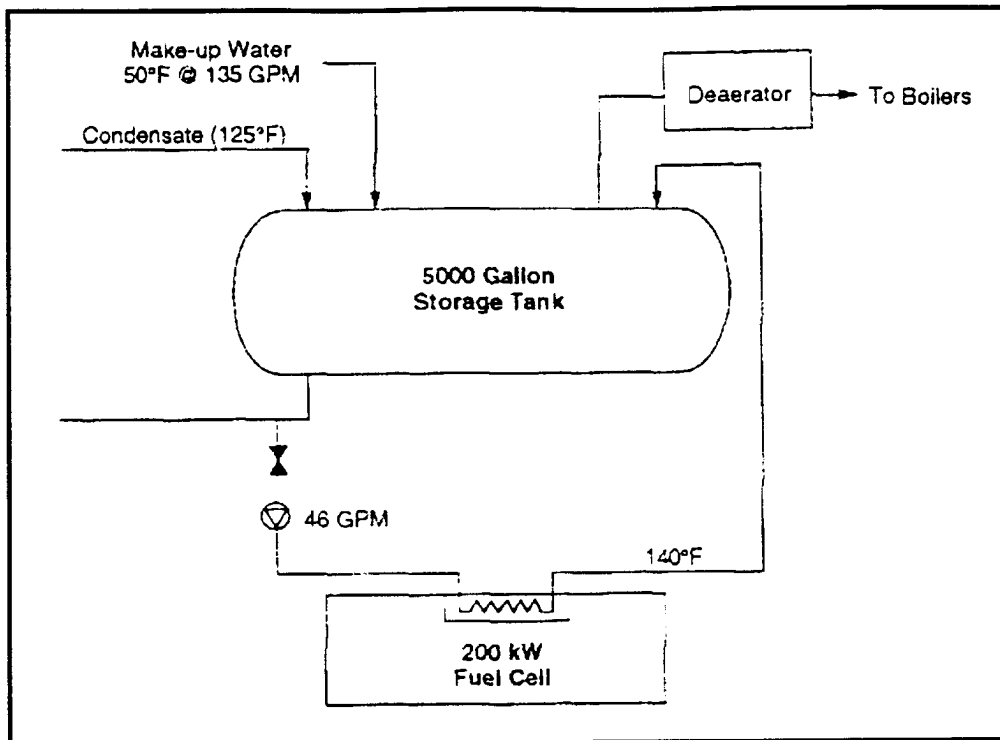 Make-up Water
50°F @ 135 GPM
Deaerator
To Boilers
Condensate (125°F)
5000 Gallon
Storage Tank
46 GPM
140°F
200 kW
Fuel Cell